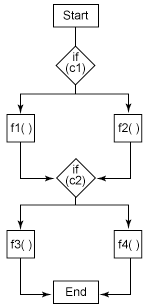 Start
if
(c1)
f1( )
f2( )
if
(c2)
f3( )
f4( )
End